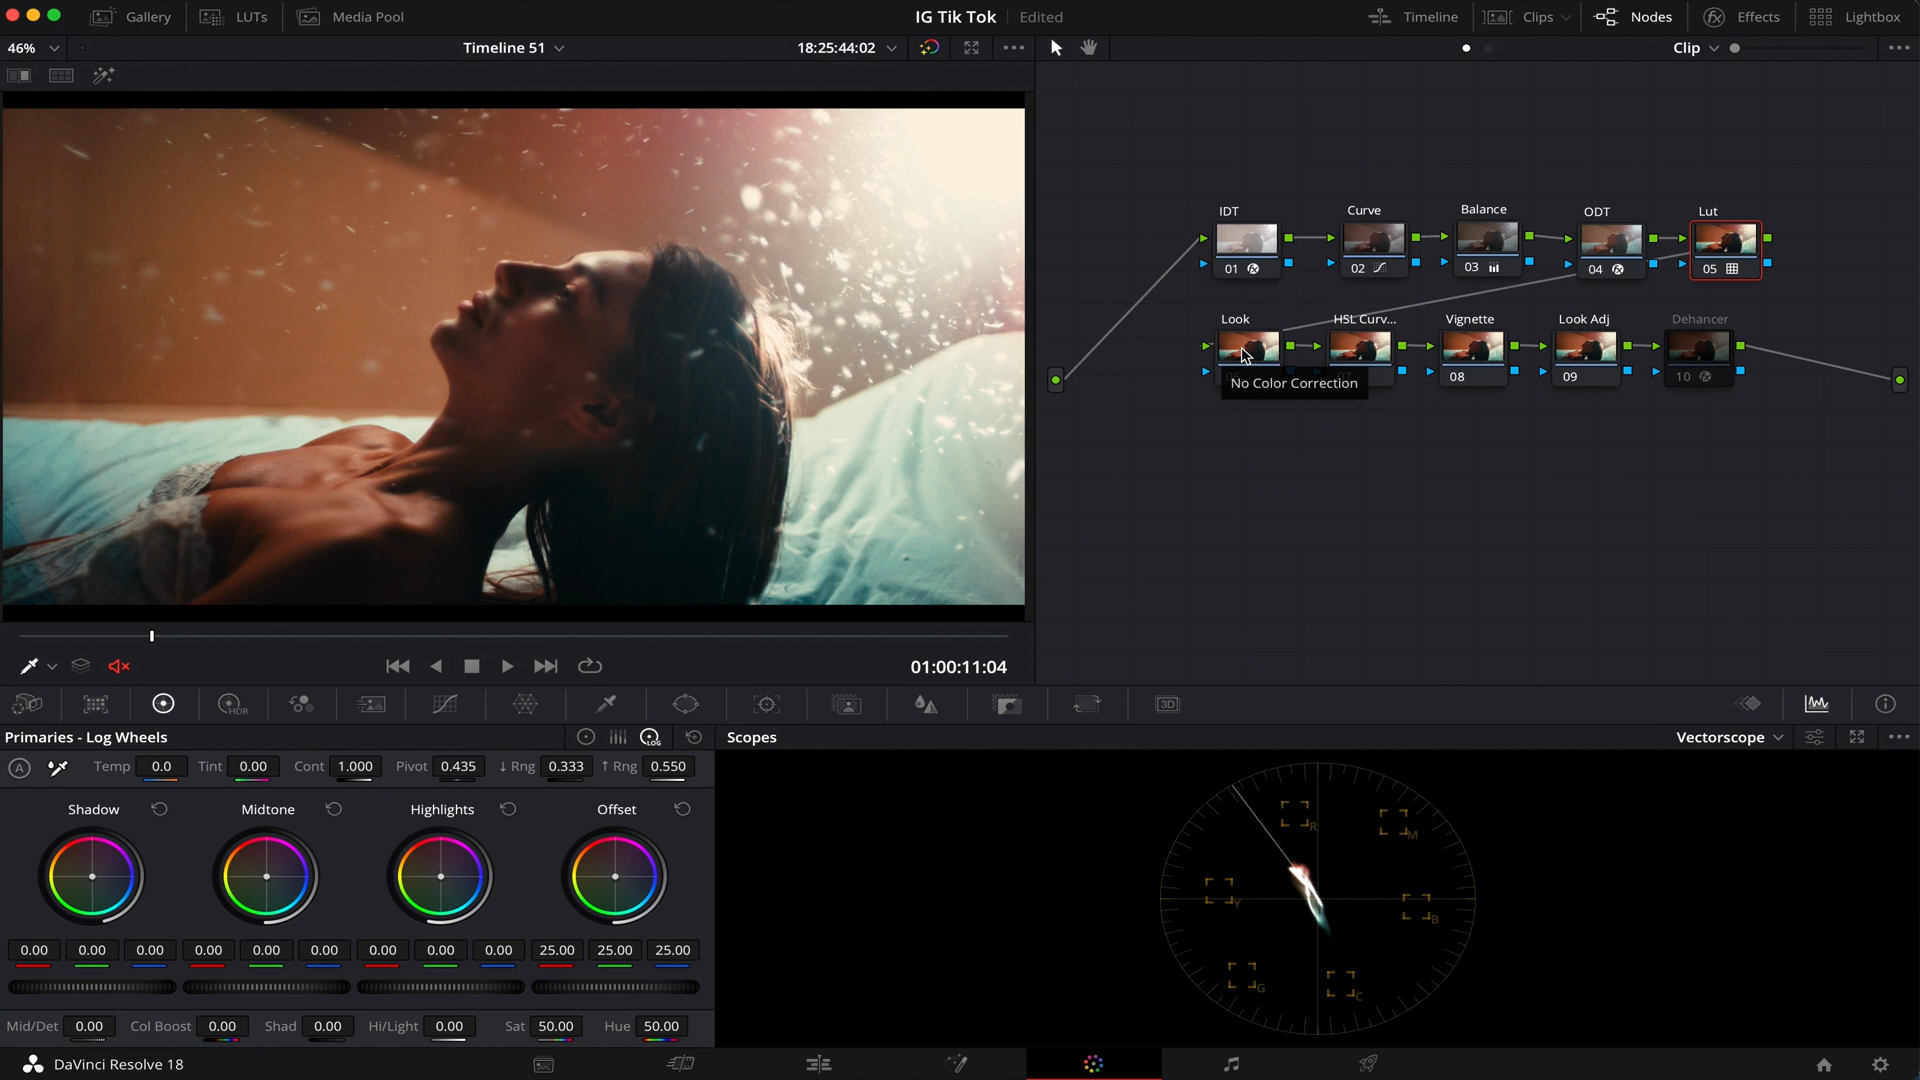 Gallery LUTs Media Pool IG Tik Tok Edited Timeline Clips Nodes Effects Lightbox
46% Timeline 51 18:25:44:02 Clip
IDT Curve Balance ODT Lut
01 02 03 04 05
Look HSL Curv... Vignette Look Adj Dehancer
08 09 10
No Color Correction
01:00:11:04
HDR 3D
Primaries - Log Wheels LOG Scopes Vectorscope
A Temp 0.0 Tint 0.00 Cont 1.000 Pivot 0.435 ↓ Rng 0.333 ↑ Rng 0.550
Shadow Midtone Highlights Offset
R M
Y B
G C
0.00 0.00 0.00 0.00 0.00 0.00 0.00 0.00 0.00 25.00 25.00 25.00
Mid/Det 0.00 Col Boost 0.00 Shad 0.00 Hi/Light 0.00 Sat 50.00 Hue 50.00
DaVinci Resolve 18